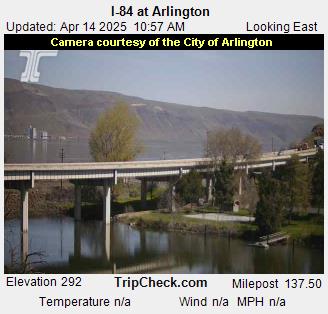 I-84 at Arlington
Updated: Apr 14 2025 10:57 AM Looking East
Camera courtesy of the City of Arlington
Elevation 292 TripCheck.com Milepost 137.50
Temperature n/a Wind n/a MPH n/a